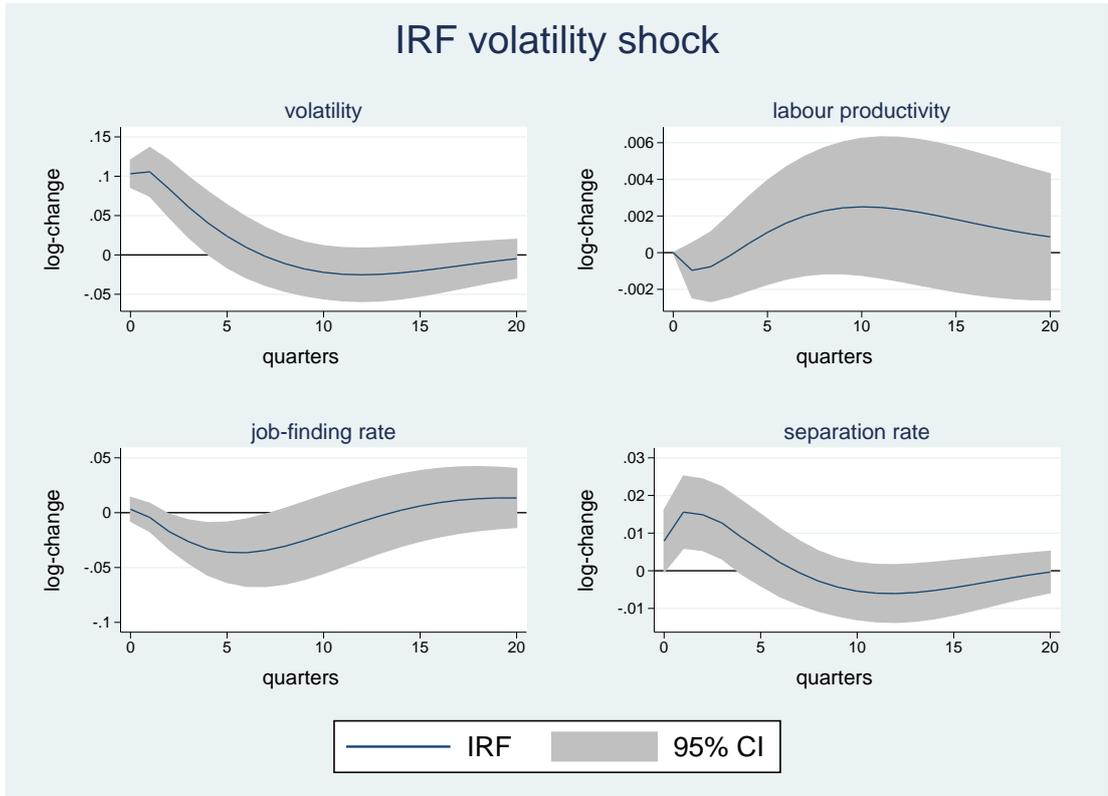 IRF volatility shock
volatility
log-change
.15
.1
.05
0
-.05
0 5 10 15 20
quarters
labour productivity
log-change
.006
.004
.002
0
-.002
0 5 10 15 20
quarters
job-finding rate
log-change
.05
0
-.05
-.1
0 5 10 15 20
quarters
separation rate
log-change
.03
.02
.01
0
-.01
0 5 10 15 20
quarters
IRF 95% CI